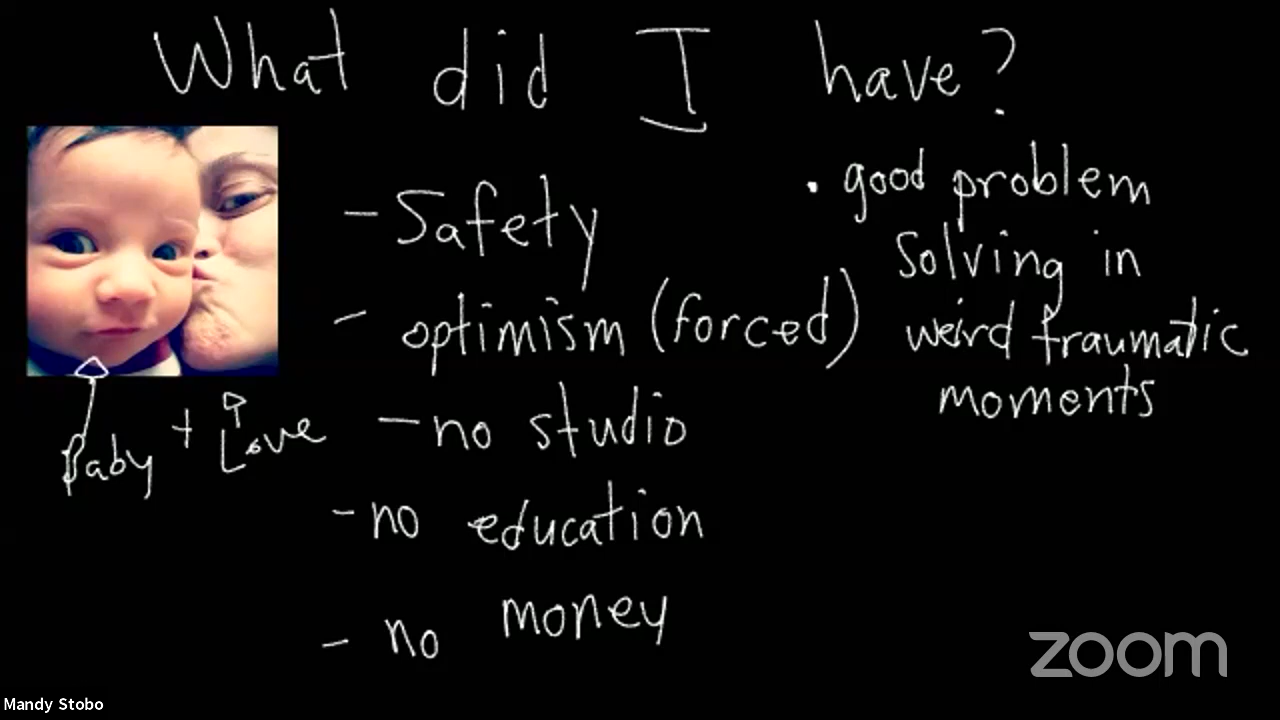 What did I have?
- Safety
- optimism (forced)
- no studio
- no education
- no money
Baby + Love
• good problem
solving in
weird traumatic
moments
zoom
Mandy Stobo